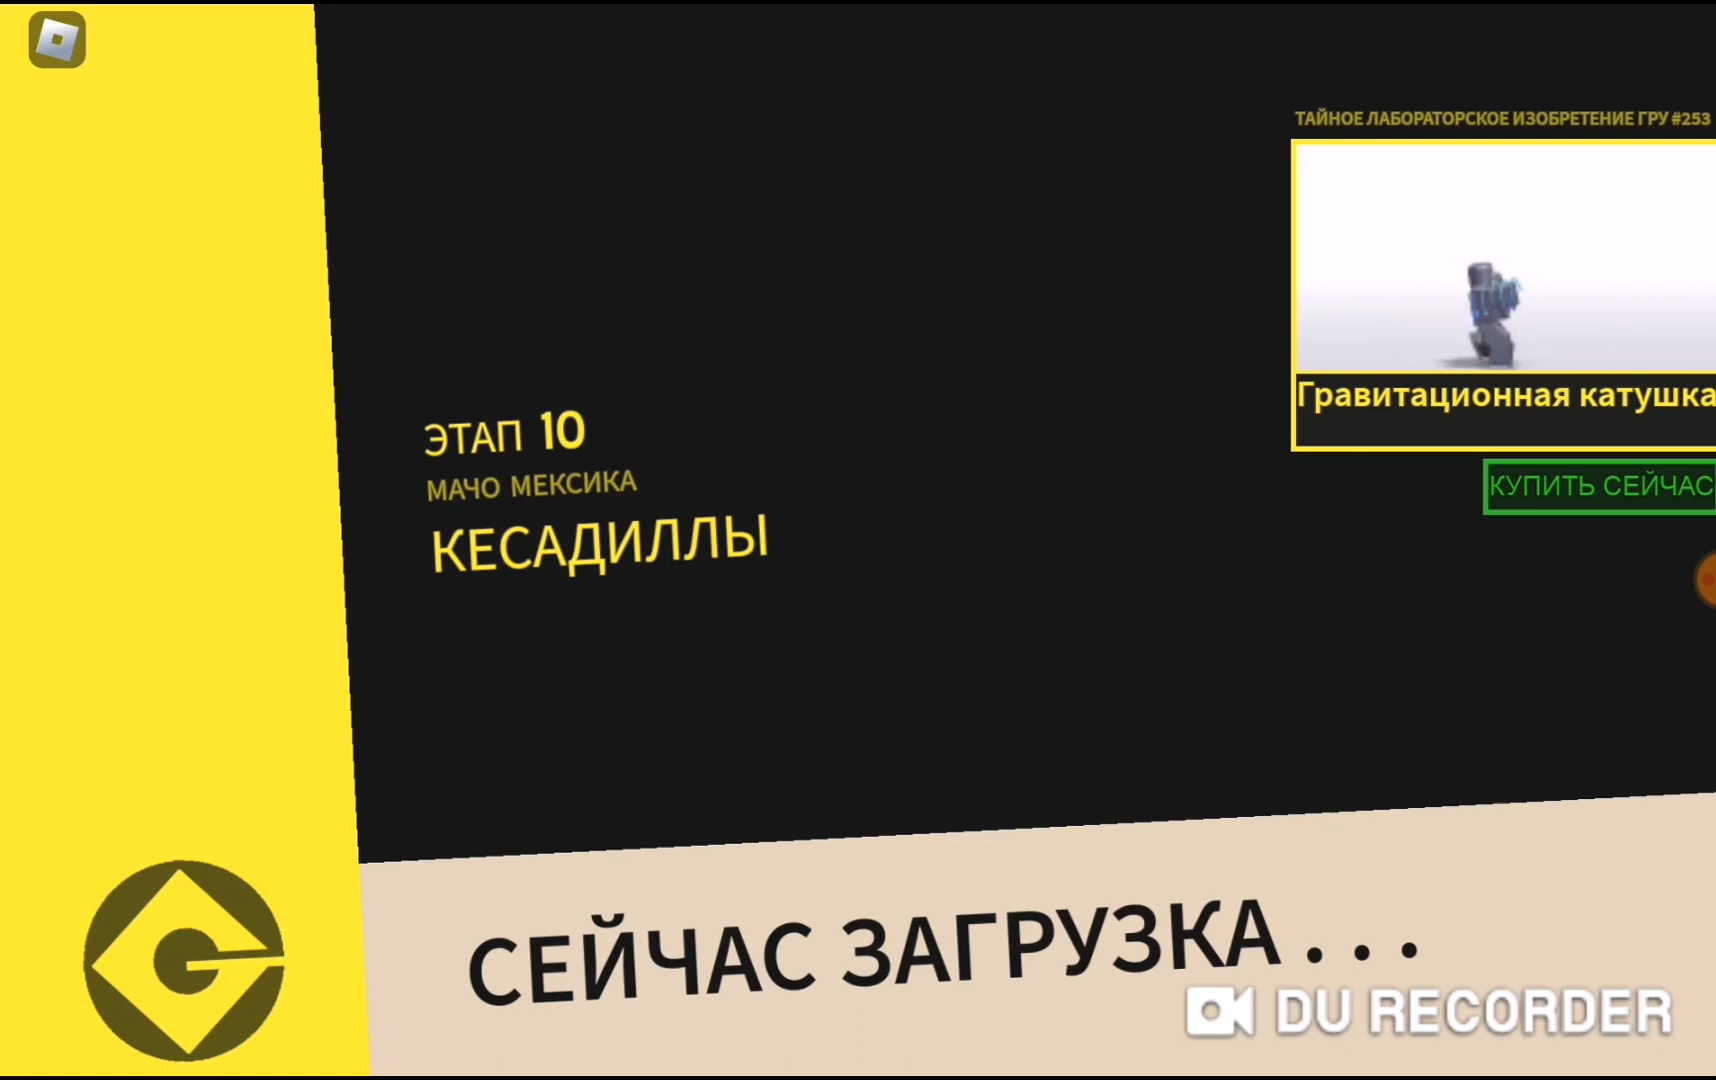 ТАЙНОЕ ЛАБОРАТОРСКОЕ ИЗОБРЕТЕНИЕ ГРУ #253
Гравитационная катушка
КУПИТЬ СЕЙЧАС
ЭТАП 10
МАЧО МЕКСИКА
КЕСАДИЛЛЫ
СЕЙЧАС ЗАГРУЗКА . . .
DU RECORDER